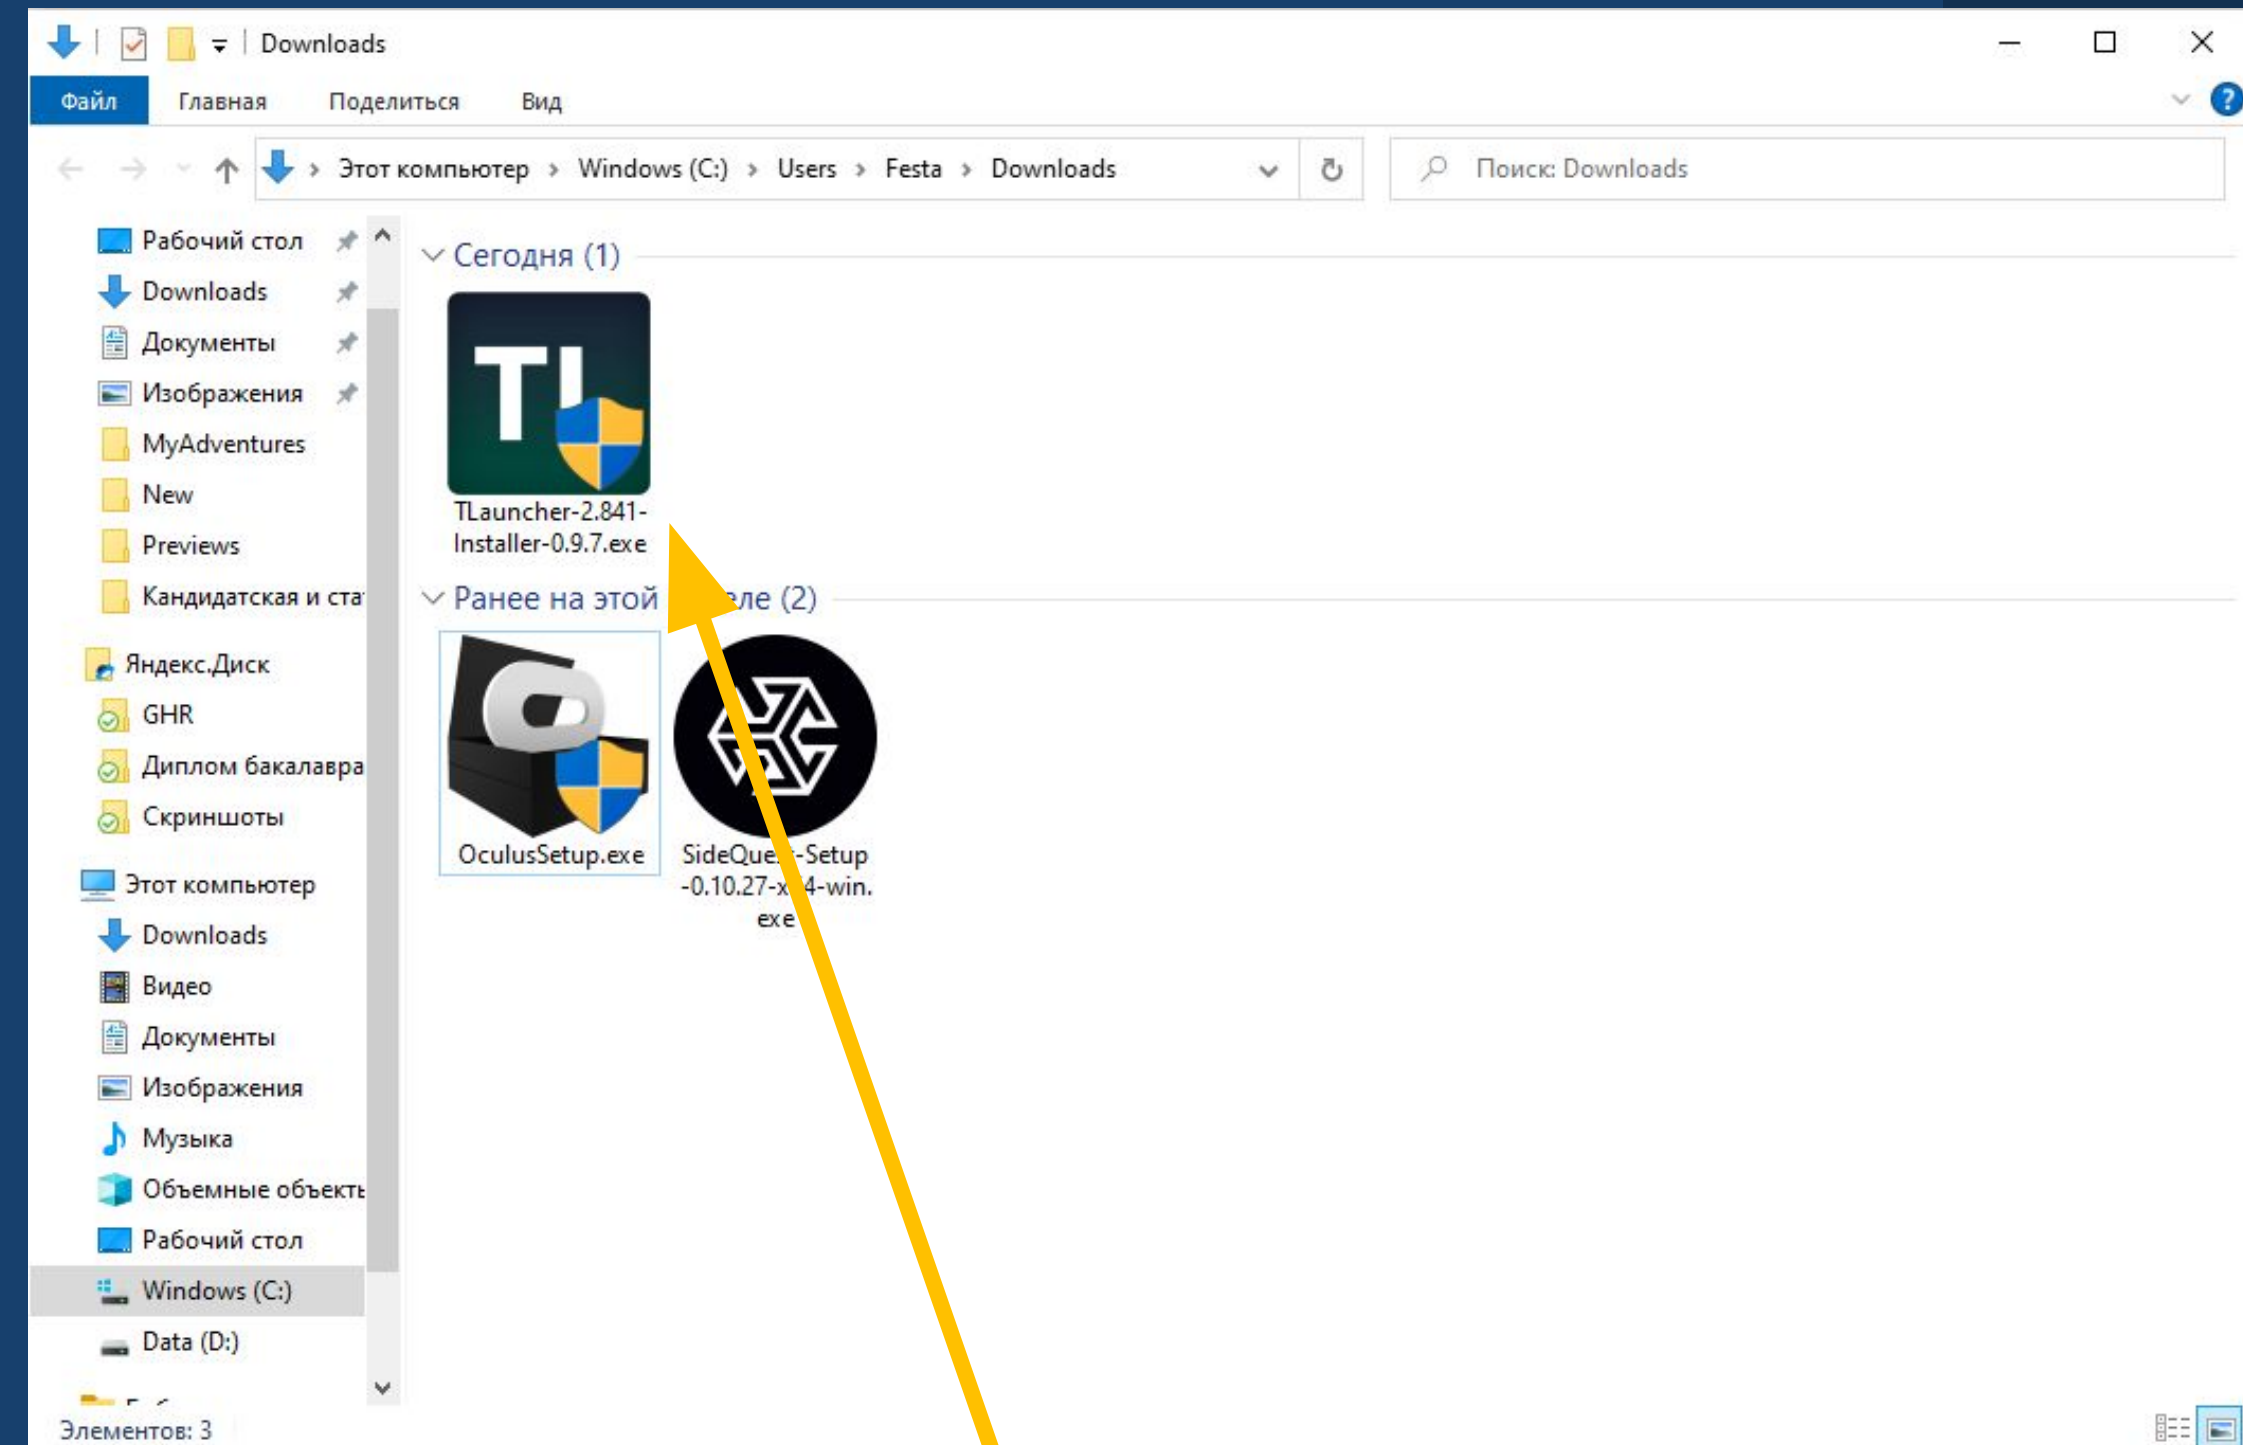 Downloads
Файл Главная Поделиться Вид
Этот компьютер › Windows (C:) › Users › Festa › Downloads
Поиск: Downloads
Рабочий стол
Downloads
Документы
Изображения
MyAdventures
New
Previews
Кандидатская и ста
Яндекс.Диск
GHR
Диплом бакалавра
Скриншоты
Этот компьютер
Downloads
Видео
Документы
Изображения
Музыка
Объемные объекты
Рабочий стол
Windows (C:)
Data (D:)
Сегодня (1)
TL
TLauncher-2.841-
Installer-0.9.7.exe
Ранее на этой (2)
OculusSetup.exe
-Setup
-0.10.27- -win.
exe
Элементов: 3